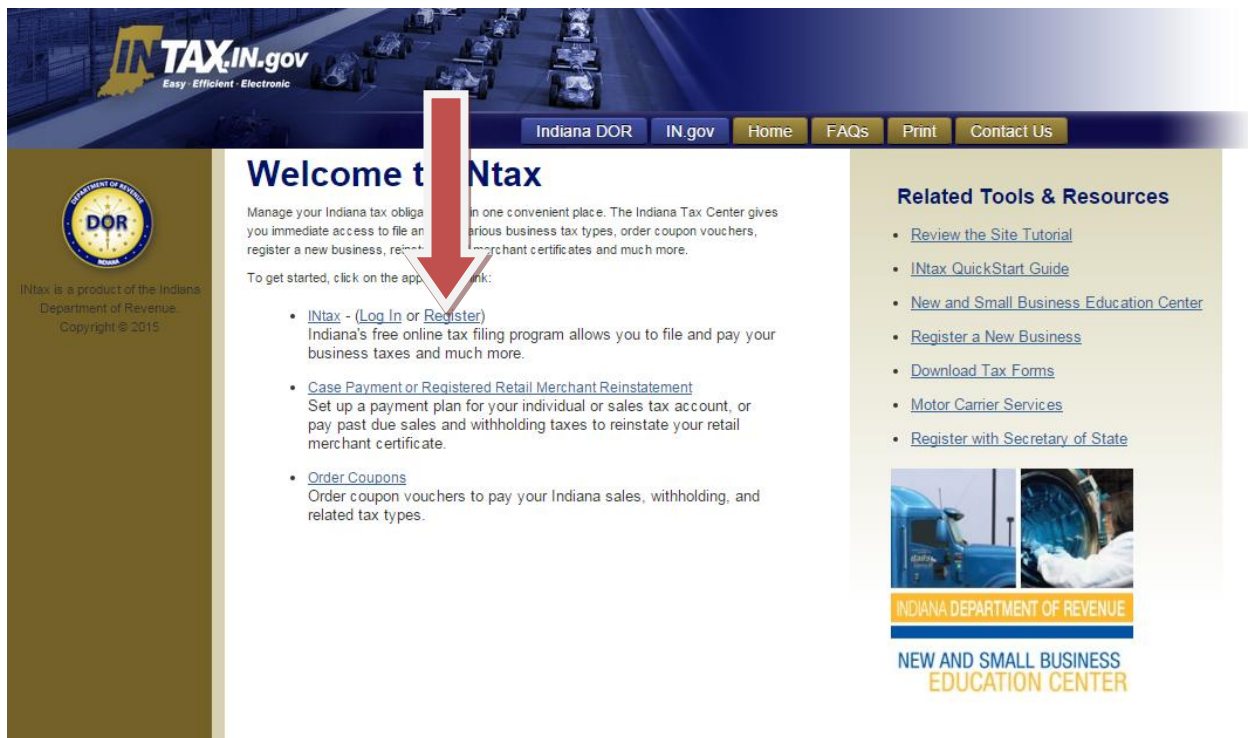 INTAX.IN.gov
Easy · Efficient · Electronic
Indiana DOR IN.gov Home FAQs Print Contact Us
DEPARTMENT OF REVENUE
DOR
INDIANA
INtax is a product of the Indiana
Department of Revenue.
Copyright © 2015
Welcome t Ntax
Manage your Indiana tax obliga in one convenient place. The Indiana Tax Center gives
you immediate access to file an arious business tax types, order coupon vouchers,
register a new business, reinst merchant certificates and much more.
To get started, click on the app link:
• INtax - (Log In or Register)
Indiana's free online tax filing program allows you to file and pay your
business taxes and much more.
• Case Payment or Registered Retail Merchant Reinstatement
Set up a payment plan for your individual or sales tax account, or
pay past due sales and withholding taxes to reinstate your retail
merchant certificate.
• Order Coupons
Order coupon vouchers to pay your Indiana sales, withholding, and
related tax types.
Related Tools & Resources
• Review the Site Tutorial
• INtax QuickStart Guide
• New and Small Business Education Center
• Register a New Business
• Download Tax Forms
• Motor Carrier Services
• Register with Secretary of State
INDIANA DEPARTMENT OF REVENUE
NEW AND SMALL BUSINESS
EDUCATION CENTER